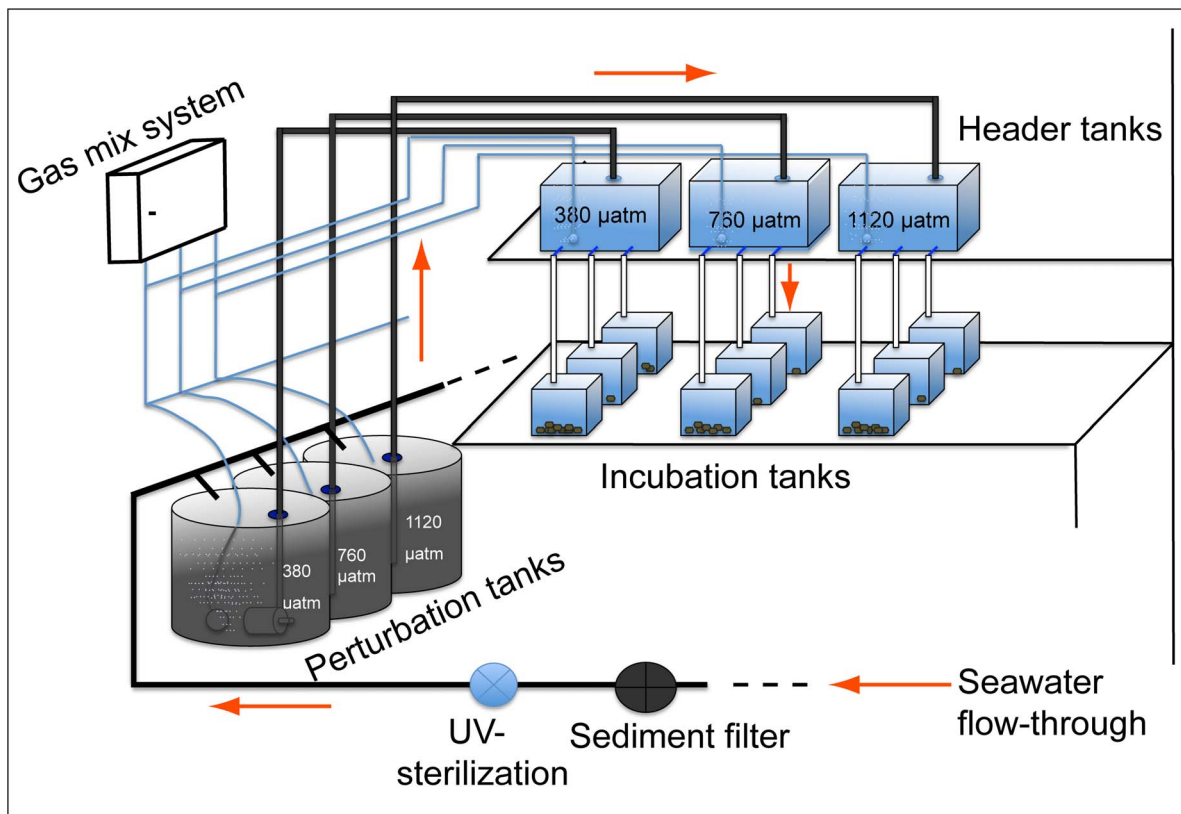 Gas mix system
Header tanks
380 µatm
760 µatm
1120 µatm
Incubation tanks
1120
µatm
760
µatm
380
uatm
Perturbation tanks
Seawater
flow-through
UV-
sterilization
Sediment filter